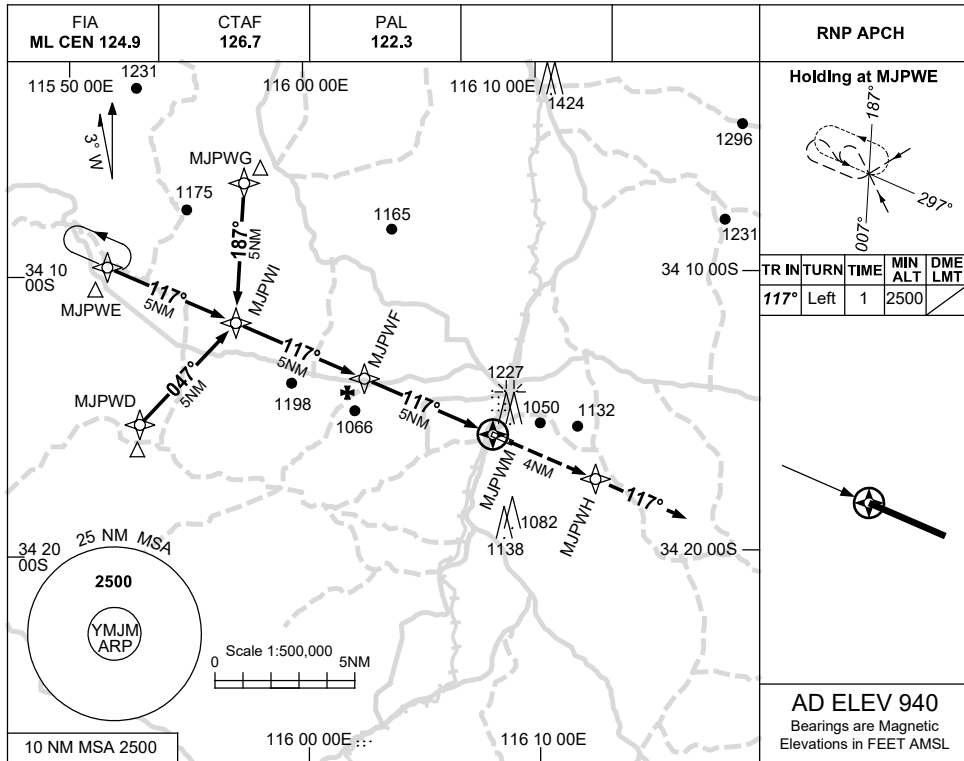 FIA
ML CEN 124.9
CTAF
126.7
PAL
122.3
RNP APCH
115 50 00E
1231
116 00 00E
116 10 00E
1424
1296
3° W
MJPWG
1175
187°
5NM
1165
1231
34 10
00S
34 10 00S
MJPWE
117°
5NM
MJPWI
117°
5NM
MJPWF
047°
5NM
MJPWD
1198
1066
117°
5NM
1227
1050
1132
MJPWM
4NM
117°
MJPWH
1082
1138
34 20
00S
34 20 00S
25 NM MSA
2500
YMJM
ARP
Scale 1:500,000
0
5NM
10 NM MSA 2500
116 00 00E
116 10 00E
Holding at MJPWE
187°
297°
007°
TR IN TURN TIME MIN ALT DME LMT
117° Left 1 2500
AD ELEV 940
Bearings are Magnetic
Elevations in FEET AMSL